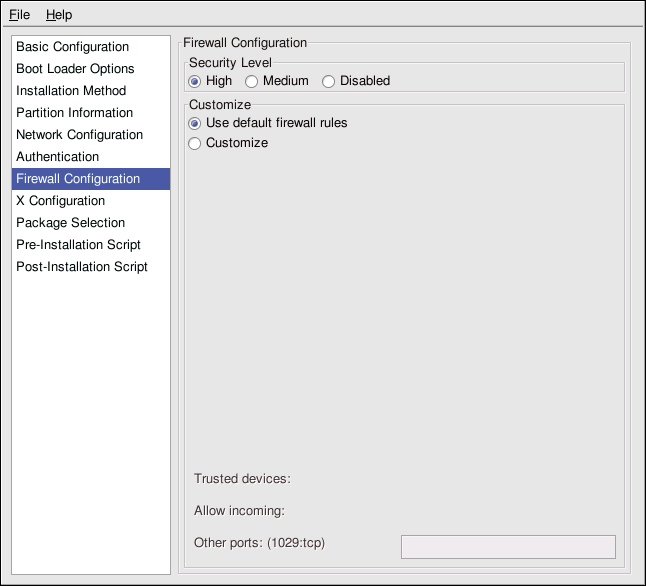 File Help
Basic Configuration
Boot Loader Options
Installation Method
Partition Information
Network Configuration
Authentication
Firewall Configuration
X Configuration
Package Selection
Pre-Installation Script
Post-Installation Script
Firewall Configuration
Security Level
High Medium Disabled
Customize
Use default firewall rules
Customize
Trusted devices:
Allow incoming:
Other ports: (1029:tcp)